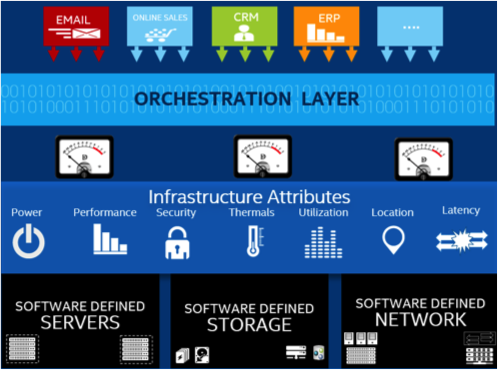 EMAIL
ONLINE SALES
CRM
ERP
....
ORCHESTRATION LAYER
Infrastructure Attributes
Power
Performance
Security
Thermals
Utilization
Location
Latency
SOFTWARE DEFINED
SERVERS
SOFTWARE DEFINED
STORAGE
SOFTWARE DEFINED
NETWORK